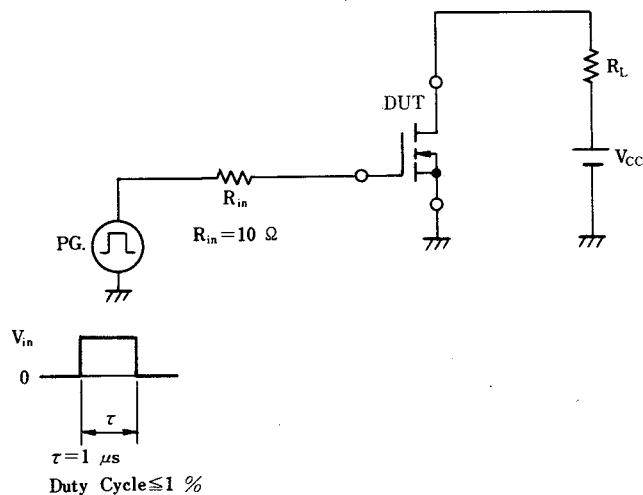 DUT
R_L
V_CC
R_in
R_in=10 Ω
PG.
V_in
0
τ
τ=1 μs
Duty Cycle≦1 %